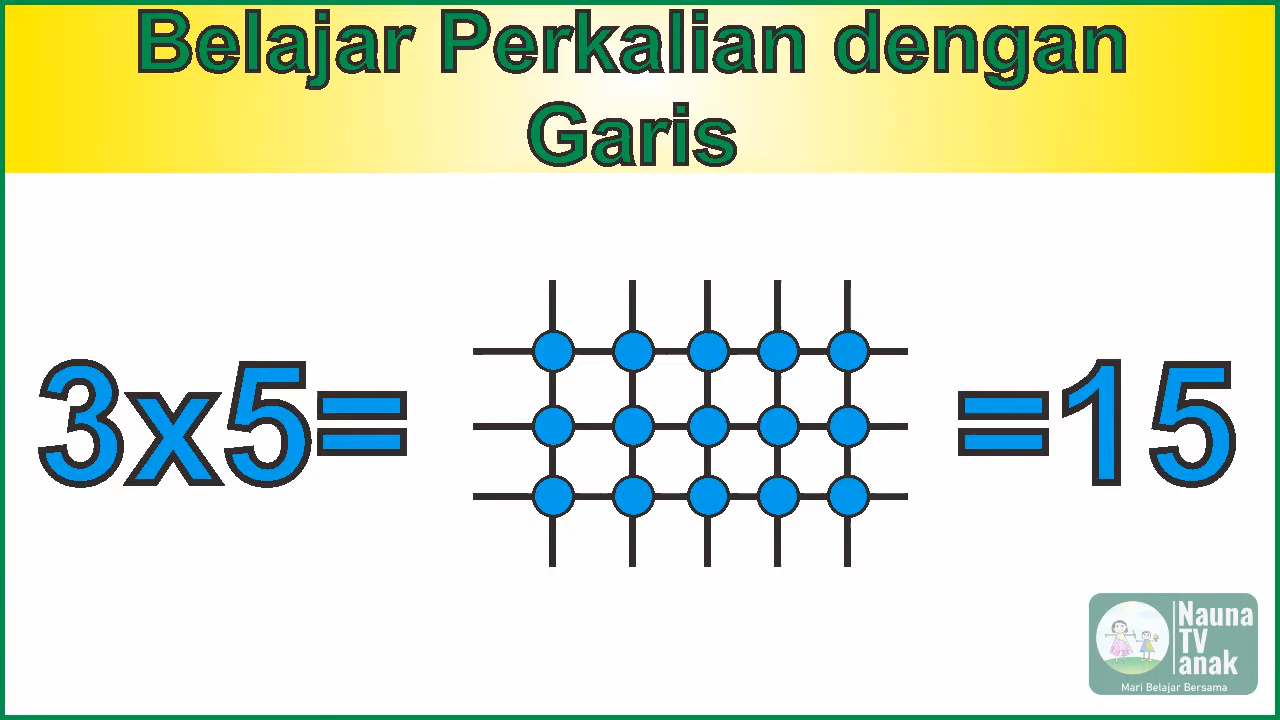 Belajar Perkalian dengan
Garis
3x5=
=15
Nauna
TV
anak
Mari Belajar Bersama